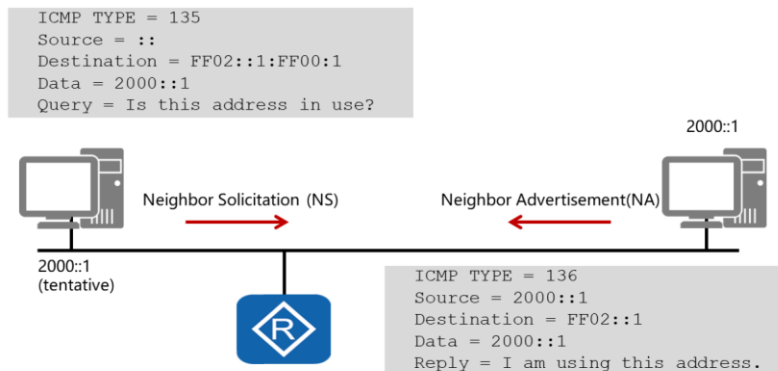 ICMP TYPE = 135
Source = ::
Destination = FF02::1:FF00:1
Data = 2000::1
Query = Is this address in use?
2000::1
Neighbor Solicitation (NS)
Neighbor Advertisement(NA)
2000::1
(tentative)
R
ICMP TYPE = 136
Source = 2000::1
Destination = FF02::1
Data = 2000::1
Reply = I am using this address.